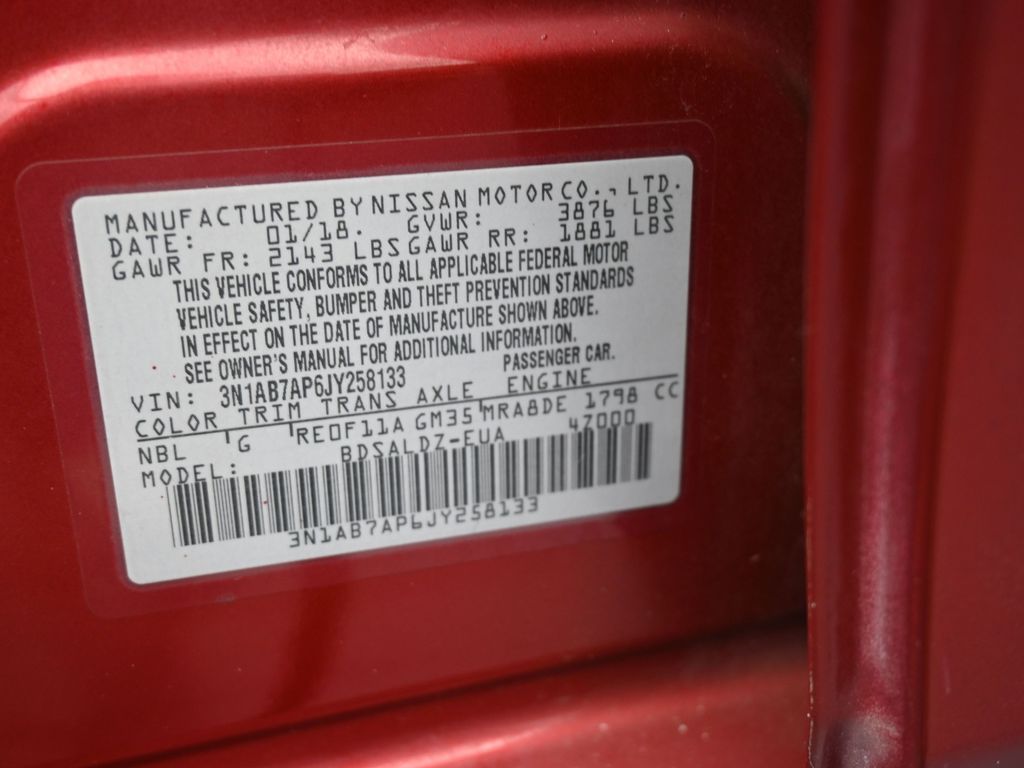 MANUFACTURED BY NISSAN MOTOR CO., LTD.
DATE: 01/18. GVWR: 3876 LBS
GAWR FR: 2143 LBS GAWR RR: 1881 LBS
THIS VEHICLE CONFORMS TO ALL APPLICABLE FEDERAL MOTOR
VEHICLE SAFETY, BUMPER AND THEFT PREVENTION STANDARDS
IN EFFECT ON THE DATE OF MANUFACTURE SHOWN ABOVE.
SEE OWNER'S MANUAL FOR ADDITIONAL INFORMATION.
VIN: 3N1AB7AP6JY258133 PASSENGER CAR.
COLOR TRIM TRANS AXLE ENGINE
NBL G RE0F11A GM35 MRA8DE 1798 CC
MODEL: BDSALDZ-EUA 47000
3N1AB7AP6JY258133